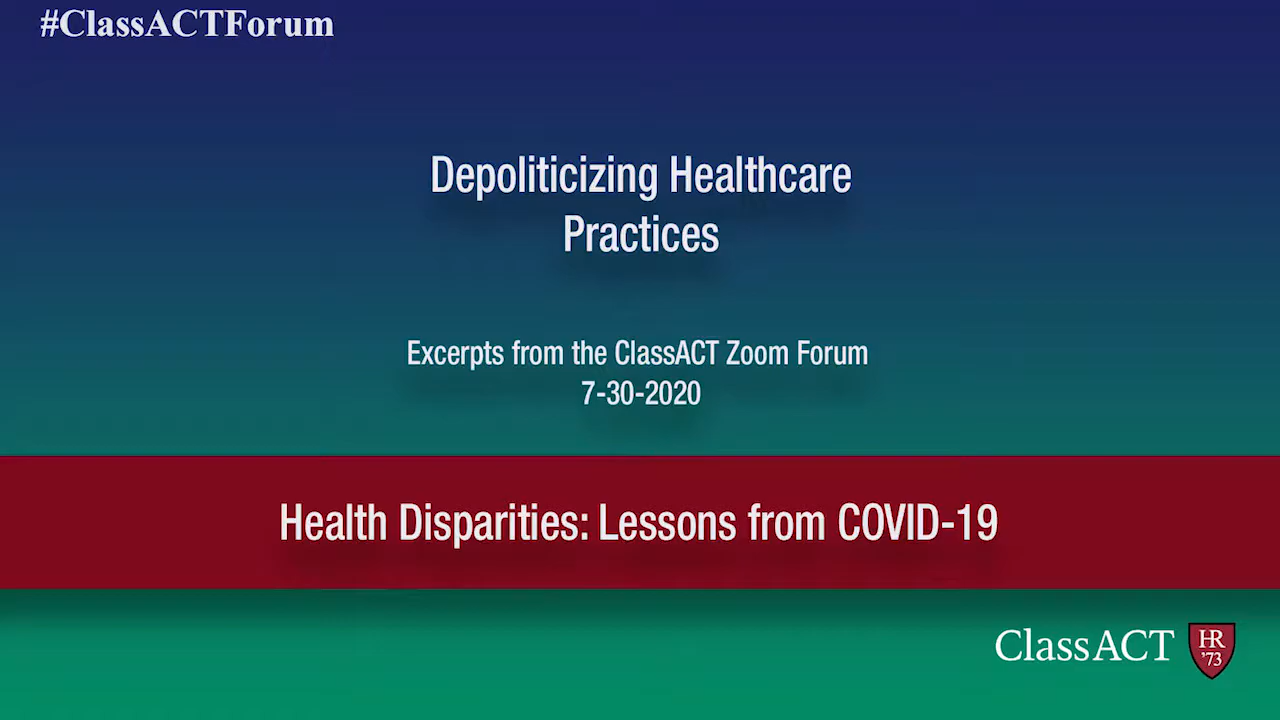 #ClassACTForum
Depoliticizing Healthcare
Practices
Excerpts from the ClassACT Zoom Forum
7-30-2020
Health Disparities: Lessons from COVID-19
ClassACT
HR
'73